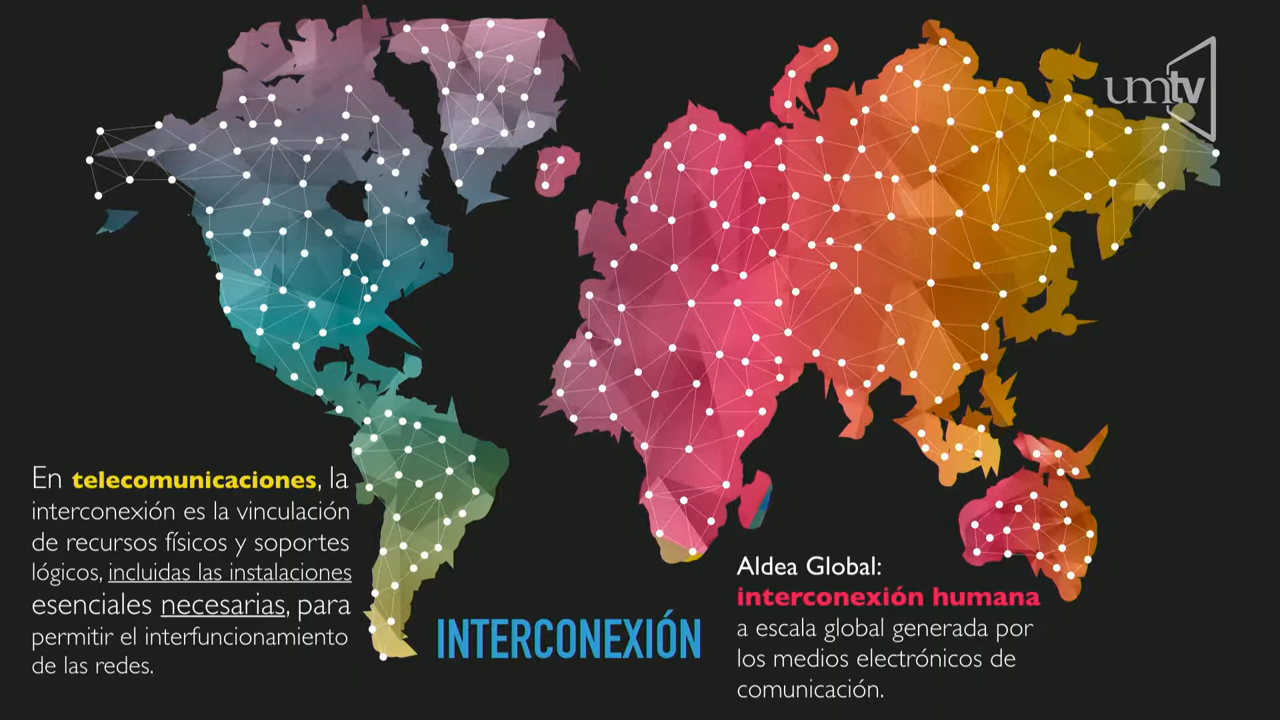 umtv
En telecomunicaciones, la
interconexión es la vinculación
de recursos físicos y soportes
lógicos, incluidas las instalaciones
esenciales necesarias, para
permitir el interfuncionamiento
de las redes.
INTERCONEXIÓN
Aldea Global:
interconexión humana
a escala global generada por
los medios electrónicos de
comunicación.